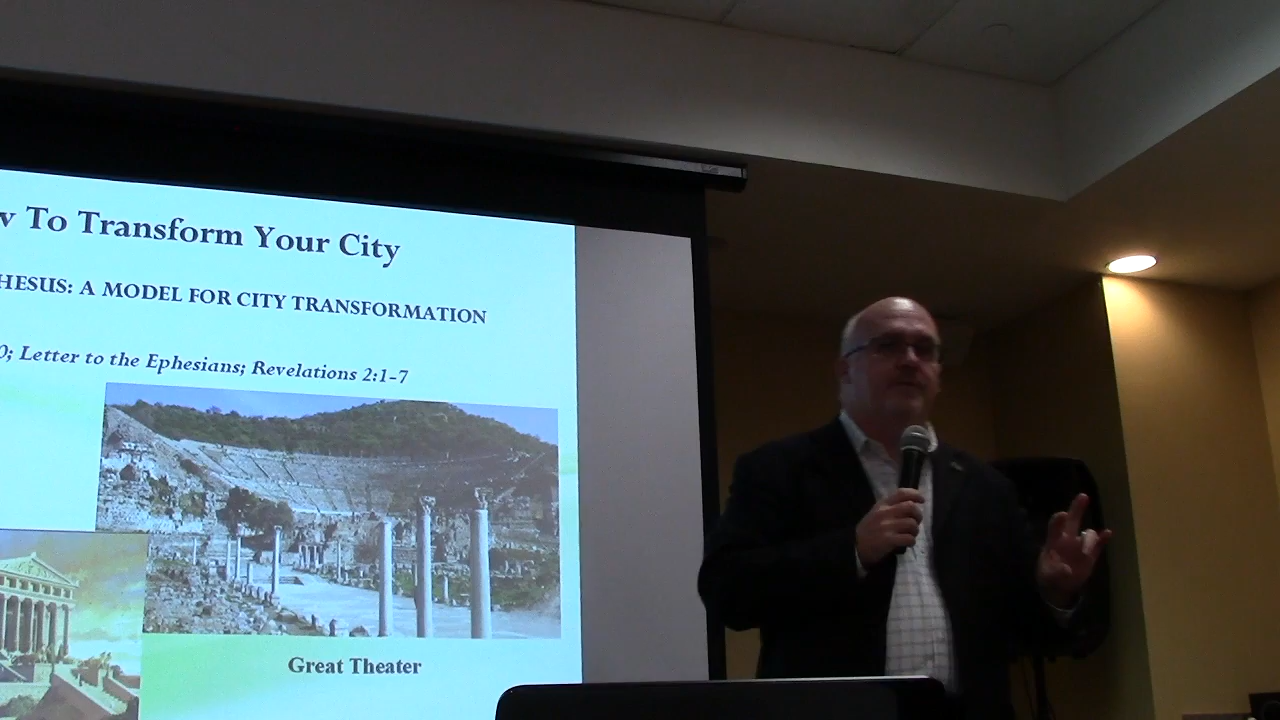 To Transform Your City
HESUS: A MODEL FOR CITY TRANSFORMATION
0; Letter to the Ephesians; Revelations 2:1-7
Great Theater